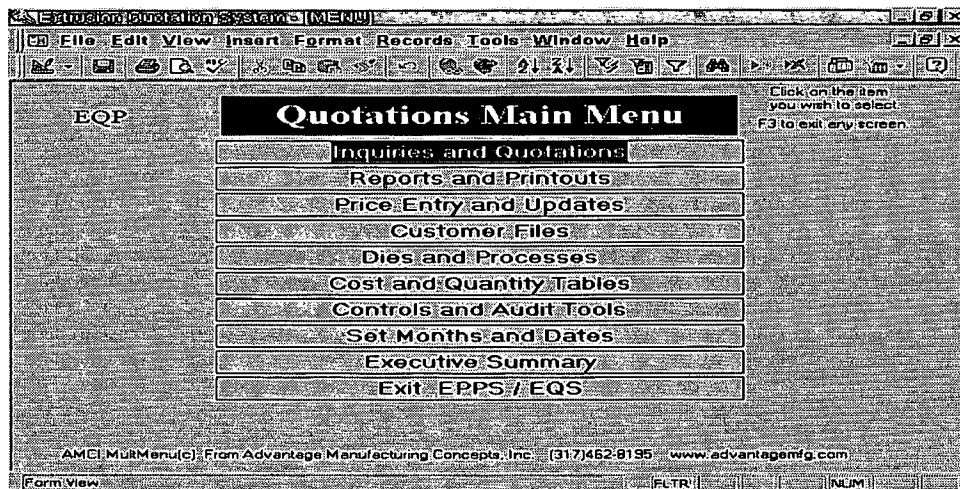 Extrusion Quotation System - [MENU]
File Edit View Insert Format Records Tools Window Help
EQP
Quotations Main Menu
Click on the item
you wish to select.
F3 to exit any screen
Inquiries and Quotations
Reports and Printouts
Price Entry and Updates
Customer Files
Dies and Processes
Cost and Quantity Tables
Controls and Audit Tools
Set Months and Dates
Executive Summary
Exit EPPS / EQS
AMCI MultMenu(c) From Advantage Manufacturing Concepts, Inc. (317)462-8195 www.advantagemfg.com
Form View FLTR NUM